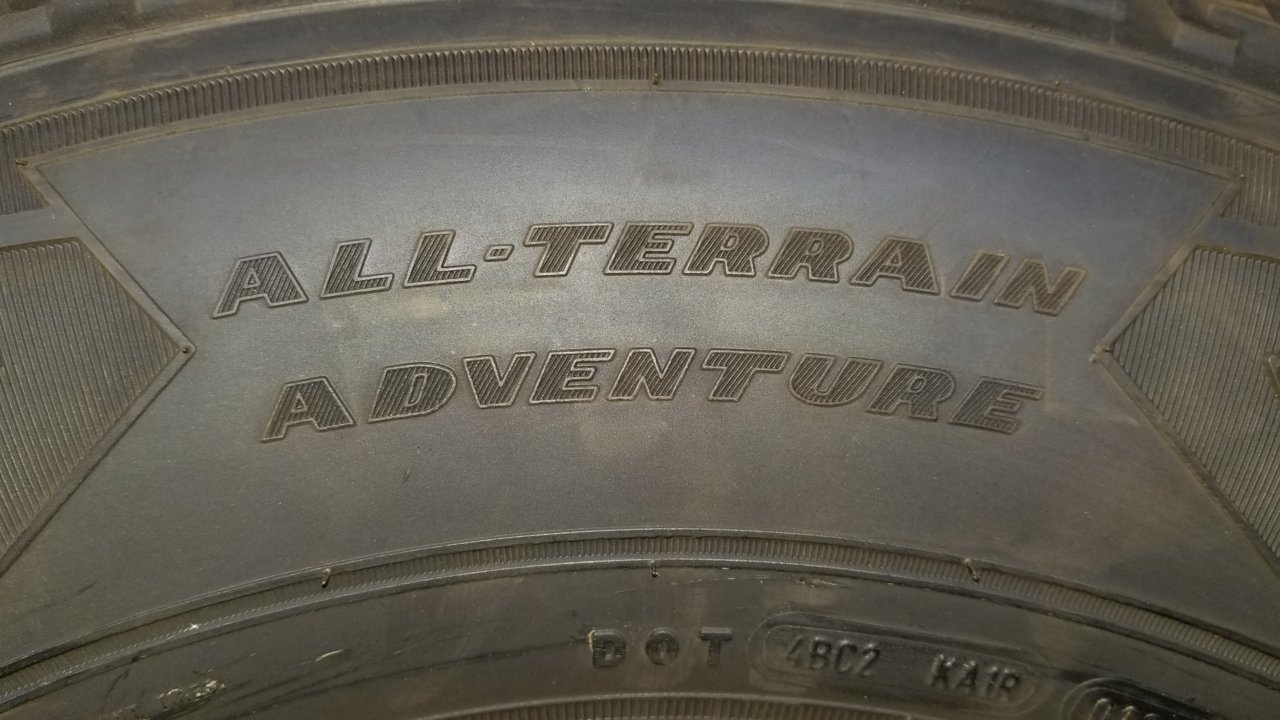 ALL-TERRAIN
ADVENTURE
DOT 4BC2 KA1R